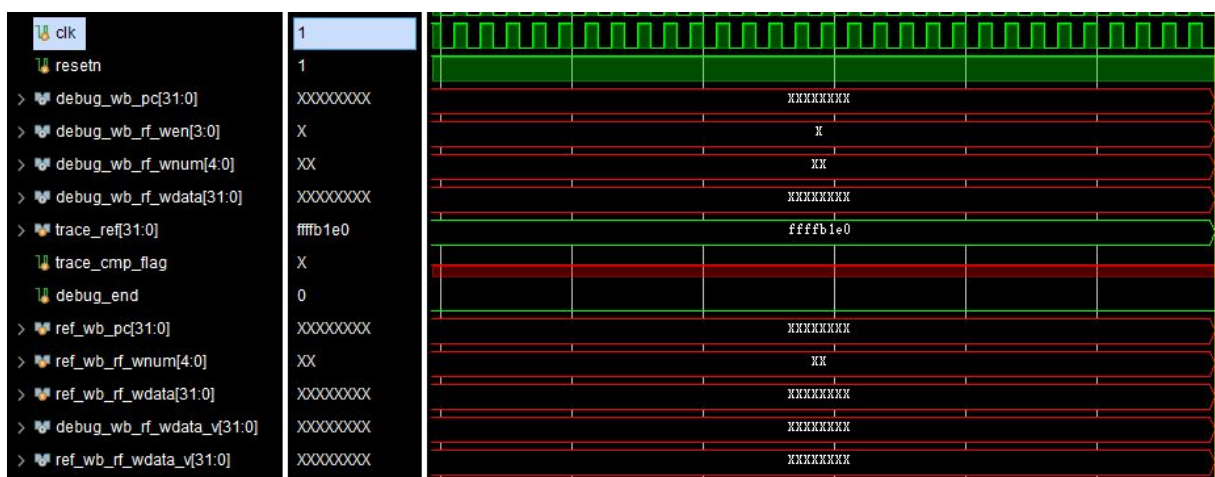 clk 1
resetn 1
debug_wb_pc[31:0] XXXXXXXX XXXXXXXX
debug_wb_rf_wen[3:0] X X
debug_wb_rf_wnum[4:0] XX XX
debug_wb_rf_wdata[31:0] XXXXXXXX XXXXXXXX
trace_ref[31:0] ffffb1e0 ffffb1e0
trace_cmp_flag X
debug_end 0
ref_wb_pc[31:0] XXXXXXXX XXXXXXXX
ref_wb_rf_wnum[4:0] XX XX
ref_wb_rf_wdata[31:0] XXXXXXXX XXXXXXXX
debug_wb_rf_wdata_v[31:0] XXXXXXXX XXXXXXXX
ref_wb_rf_wdata_v[31:0] XXXXXXXX XXXXXXXX